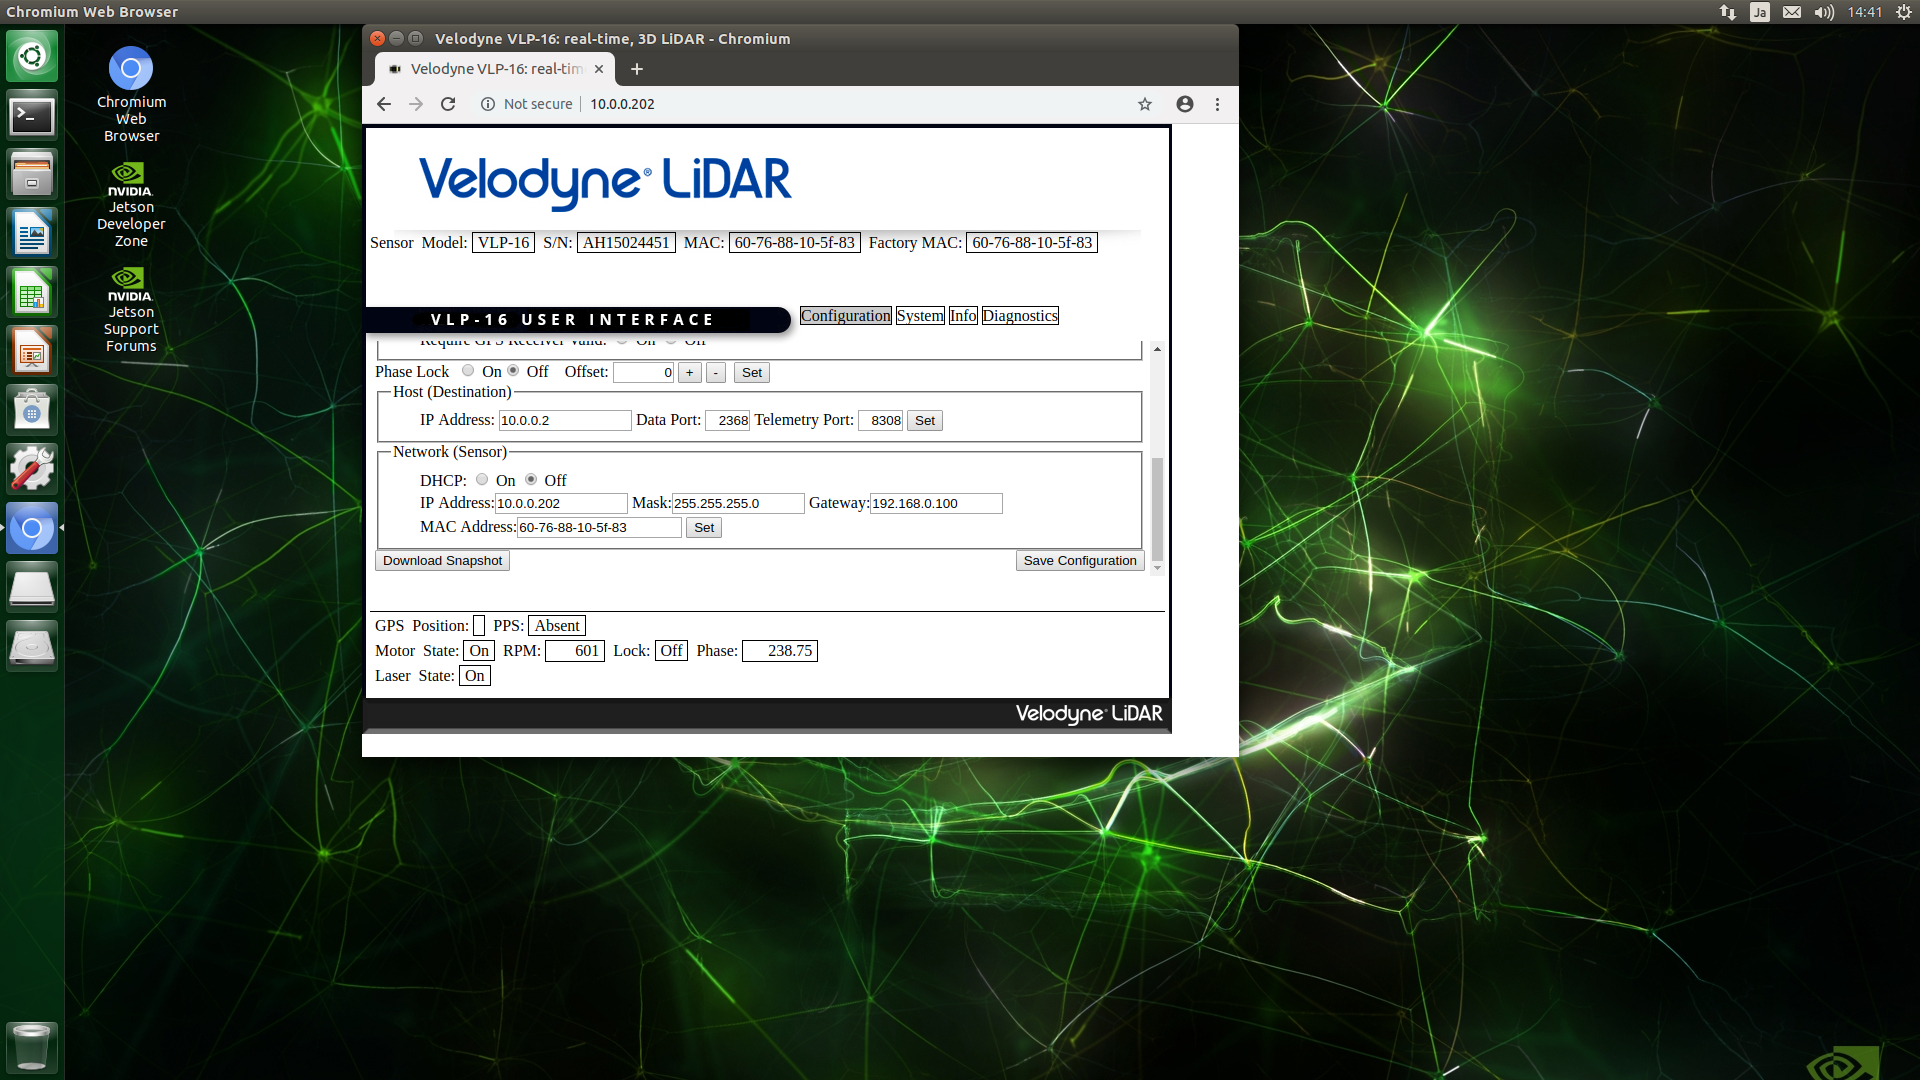 Chromium Web Browser
Ja
14:41
Chromium
Web
Browser
NVIDIA.
Jetson
Developer
Zone
NVIDIA.
Jetson
Support
Forums
Velodyne VLP-16: real-time, 3D LiDAR - Chromium
Velodyne VLP-16: real-tim
Not secure
10.0.0.202
Velodyne® LiDAR
Sensor Model: VLP-16 S/N: AH15024451 MAC: 60-76-88-10-5f-83 Factory MAC: 60-76-88-10-5f-83
VLP-16 USER INTERFACE
Configuration System Info Diagnostics
Require GPS Receiver Valid: On Off
Phase Lock On Off Offset: 0 + - Set
Host (Destination)
IP Address: 10.0.0.2 Data Port: 2368 Telemetry Port: 8308 Set
Network (Sensor)
DHCP: On Off
IP Address: 10.0.0.202 Mask: 255.255.255.0 Gateway: 192.168.0.100
MAC Address: 60-76-88-10-5f-83 Set
Download Snapshot Save Configuration
GPS Position: PPS: Absent
Motor State: On RPM: 601 Lock: Off Phase: 238.75
Laser State: On
Velodyne LiDAR